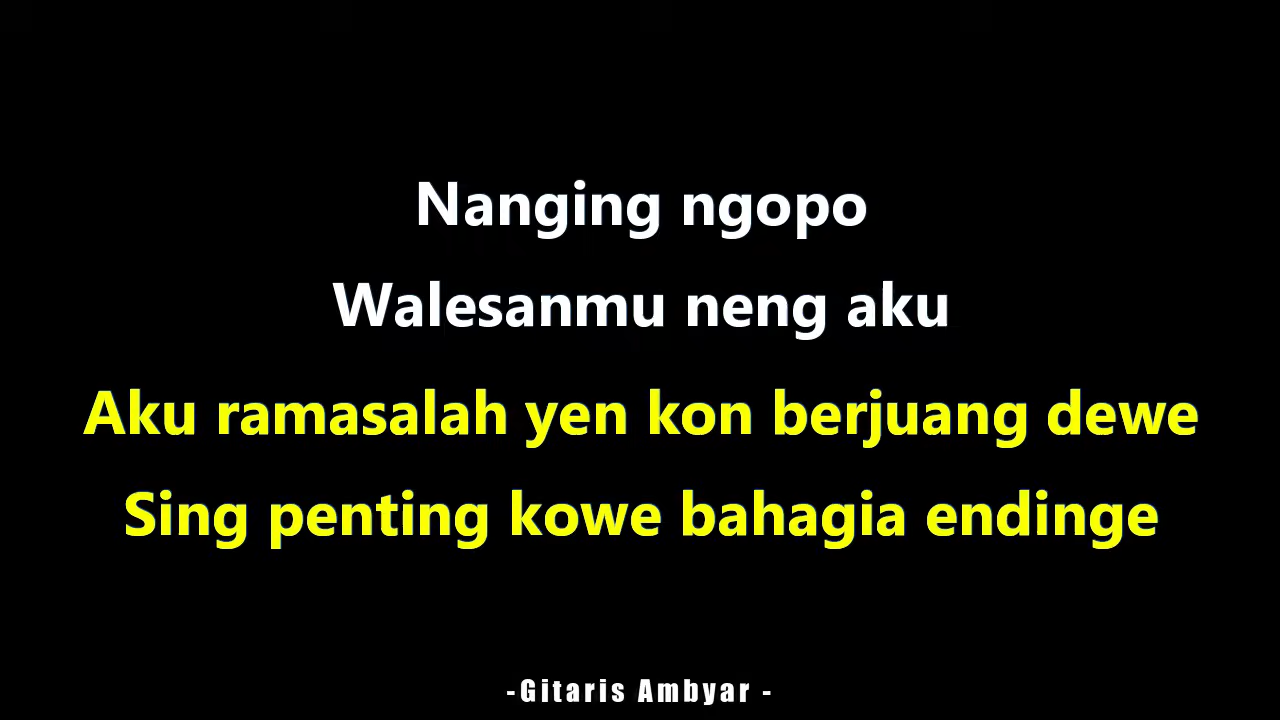 Nanging ngopo
Walesanmu neng aku
Aku ramasalah yen kon berjuang dewe
Sing penting kowe bahagia endinge
-Gitaris Ambyar -